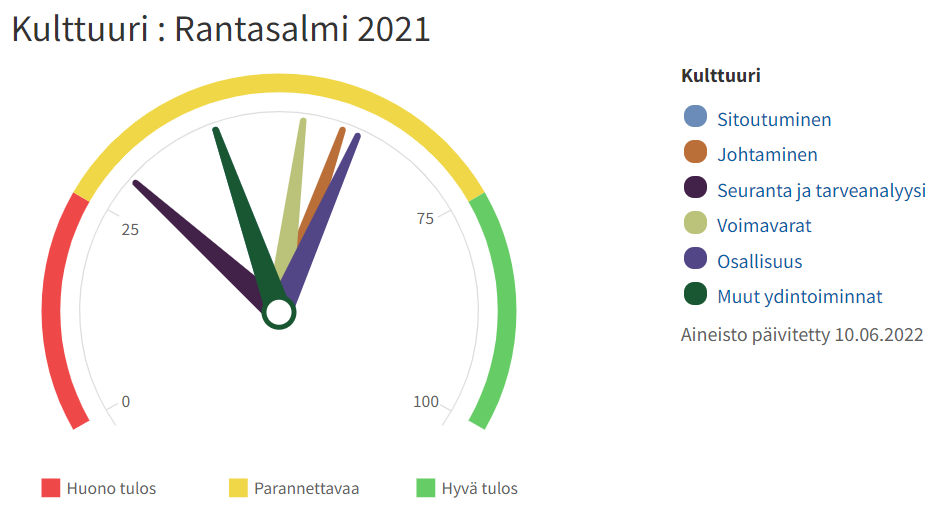 Kulttuuri : Rantasalmi 2021
Kulttuuri
Sitoutuminen
Johtaminen
Seuranta ja tarveanalyysi
Voimavarat
Osallisuus
Muut ydintoiminnat
Aineisto päivitetty 10.06.2022
25
75
0
100
Huono tulos
Parannettavaa
Hyvä tulos